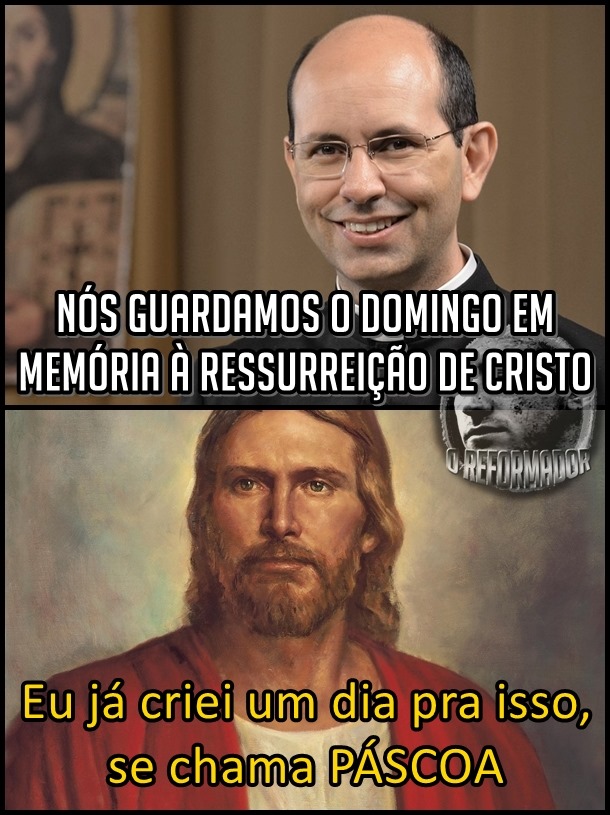 NÓS GUARDAMOS O DOMINGO EM
MEMÓRIA À RESSURREIÇÃO DE CRISTO
O REFORMADOR
Eu já criei um dia pra isso,
se chama PÁSCOA